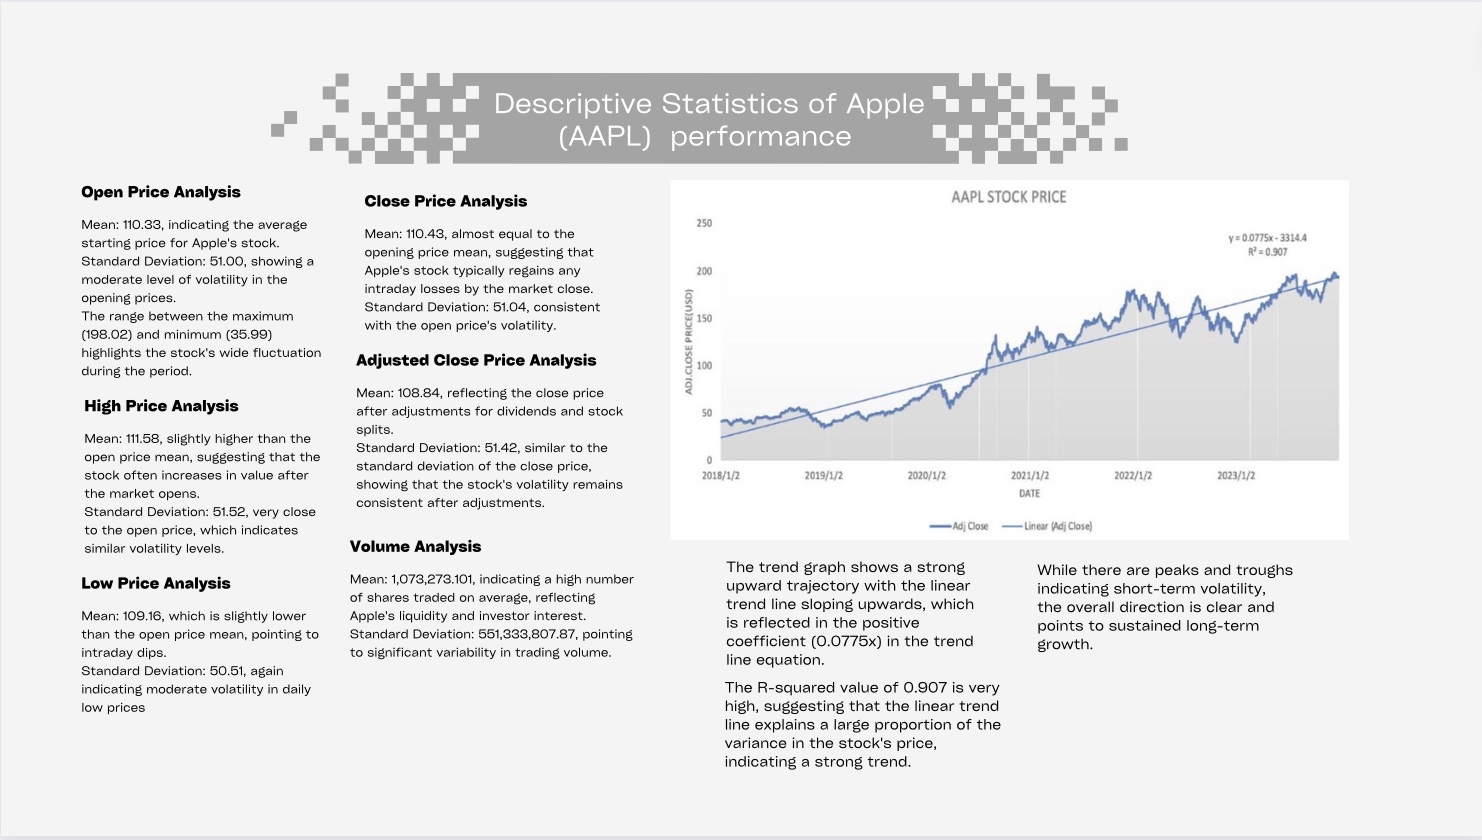 Descriptive Statistics of Apple
(AAPL) performance
Open Price Analysis
Mean: 110.33, indicating the average
starting price for Apple's stock.
Standard Deviation: 51.00, showing a
moderate level of volatility in the
opening prices.
The range between the maximum
(198.02) and minimum (35.99)
highlights the stock's wide fluctuation
during the period.
High Price Analysis
Mean: 111.58, slightly higher than the
open price mean, suggesting that the
stock often increases in value after
the market opens.
Standard Deviation: 51.52, very close
to the open price, which indicates
similar volatility levels.
Low Price Analysis
Mean: 109.16, which is slightly lower
than the open price mean, pointing to
intraday dips.
Standard Deviation: 50.51, again
indicating moderate volatility in daily
low prices
Close Price Analysis
Mean: 110.43, almost equal to the
opening price mean, suggesting that
Apple's stock typically regains any
intraday losses by the market close.
Standard Deviation: 51.04, consistent
with the open price's volatility.
Adjusted Close Price Analysis
Mean: 108.84, reflecting the close price
after adjustments for dividends and stock
splits.
Standard Deviation: 51.42, similar to the
standard deviation of the close price,
showing that the stock's volatility remains
consistent after adjustments.
Volume Analysis
Mean: 1,073,273.101, indicating a high number
of shares traded on average, reflecting
Apple's liquidity and investor interest.
Standard Deviation: 551,333,807.87, pointing
to significant variability in trading volume.
AAPL STOCK PRICE
y = 0.0775x - 3314.4
R² = 0.907
ADJ.CLOSE PRICE(USD)
250
200
150
100
50
0
2018/1/2 2019/1/2 2020/1/2 2021/1/2 2022/1/2 2023/1/2
DATE
Adj Close Linear (Adj Close)
The trend graph shows a strong
upward trajectory with the linear
trend line sloping upwards, which
is reflected in the positive
coefficient (0.0775x) in the trend
line equation.
The R-squared value of 0.907 is very
high, suggesting that the linear trend
line explains a large proportion of the
variance in the stock's price,
indicating a strong trend.
While there are peaks and troughs
indicating short-term volatility,
the overall direction is clear and
points to sustained long-term
growth.